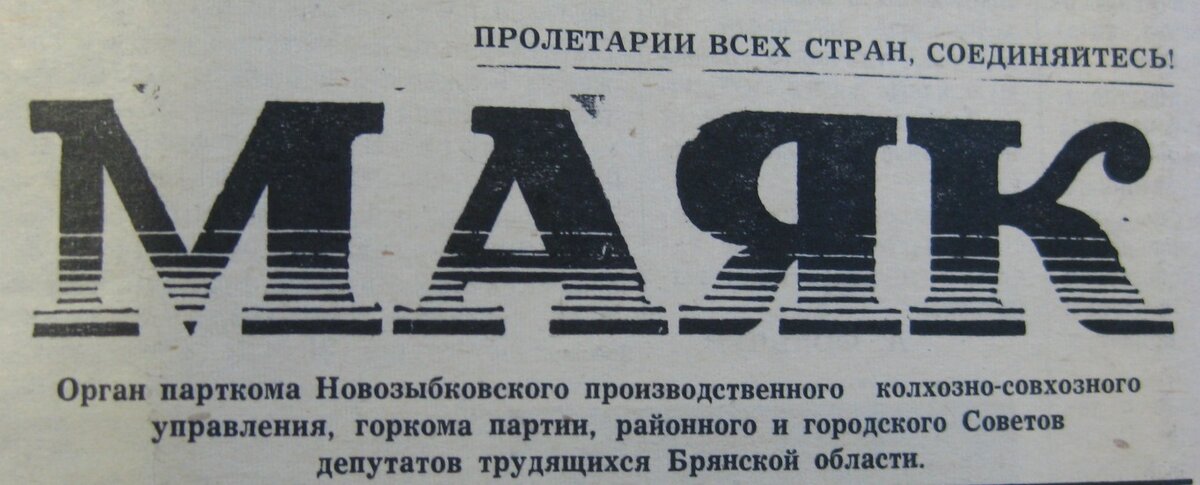 ПРОЛЕТАРИИ ВСЕХ СТРАН, СОЕДИНЯЙТЕСЬ!
МАЯК
Орган парткома Новозыбковского производственного колхозно-совхозного
управления, горкома партии, районного и городского Советов
депутатов трудящихся Брянской области.